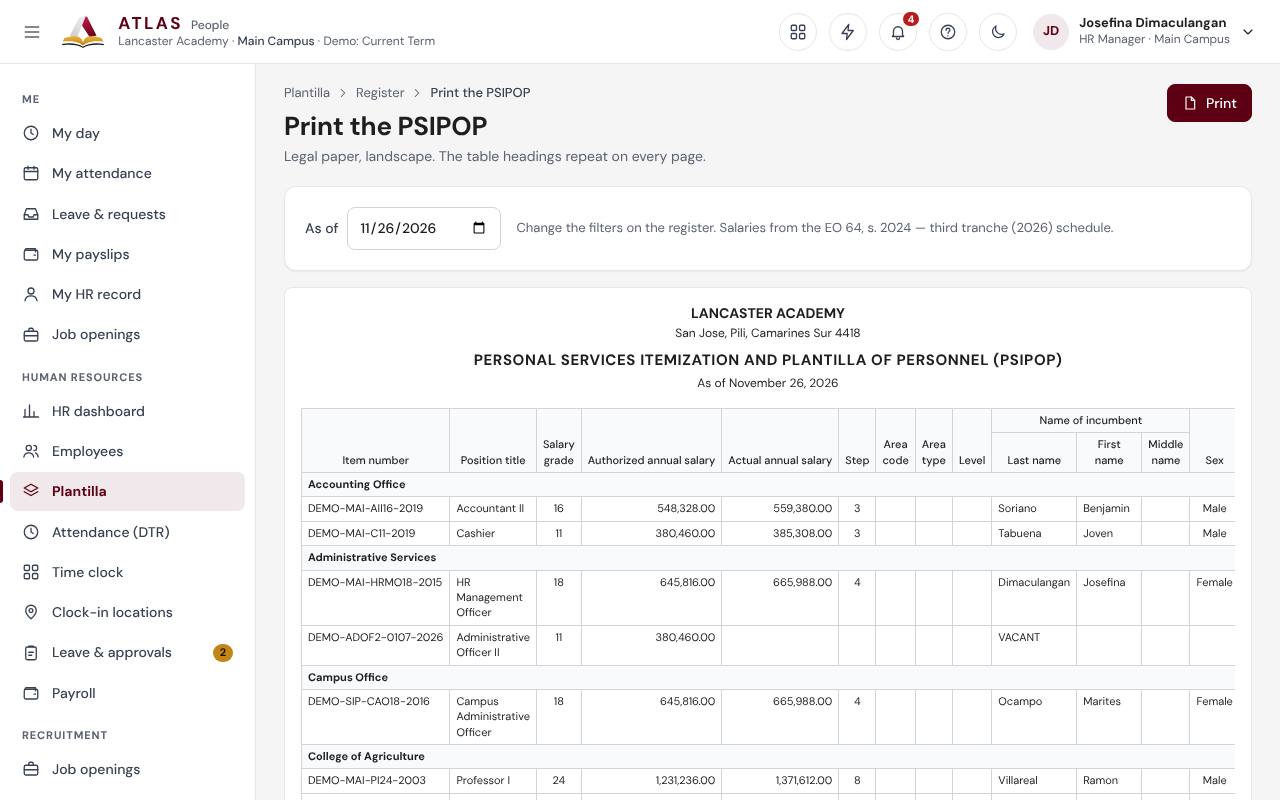 ATLAS People
Lancaster Academy · Main Campus · Demo: Current Term
4
JD
Josefina Dimaculangan
HR Manager · Main Campus
ME
My day
My attendance
Leave & requests
My payslips
My HR record
Job openings
HUMAN RESOURCES
HR dashboard
Employees
Plantilla
Attendance (DTR)
Time clock
Clock-in locations
Leave & approvals 2
Payroll
RECRUITMENT
Job openings
Plantilla > Register > Print the PSIPOP
Print the PSIPOP
Legal paper, landscape. The table headings repeat on every page.
Print
As of 11/26/2026 Change the filters on the register. Salaries from the EO 64, s. 2024 — third tranche (2026) schedule.
LANCASTER ACADEMY
San Jose, Pili, Camarines Sur 4418
PERSONAL SERVICES ITEMIZATION AND PLANTILLA OF PERSONNEL (PSIPOP)
As of November 26, 2026
Item number Position title Salary grade Authorized annual salary Actual annual salary Step Area code Area type Level Name of incumbent Last name First name Middle name Sex
Accounting Office
DEMO-MAI-AII16-2019 Accountant II 16 548,328.00 559,380.00 3 Soriano Benjamin Male
DEMO-MAI-C11-2019 Cashier 11 380,460.00 385,308.00 3 Tabuena Joven Male
Administrative Services
DEMO-MAI-HRMO18-2015 HR Management Officer 18 645,816.00 665,988.00 4 Dimaculangan Josefina Female
DEMO-ADOF2-0107-2026 Administrative Officer II 11 380,460.00 VACANT
Campus Office
DEMO-SIP-CAO18-2016 Campus Administrative Officer 18 645,816.00 665,988.00 4 Ocampo Marites Female
College of Agriculture
DEMO-MAI-PI24-2003 Professor I 24 1,231,236.00 1,371,612.00 8 Villareal Ramon Male